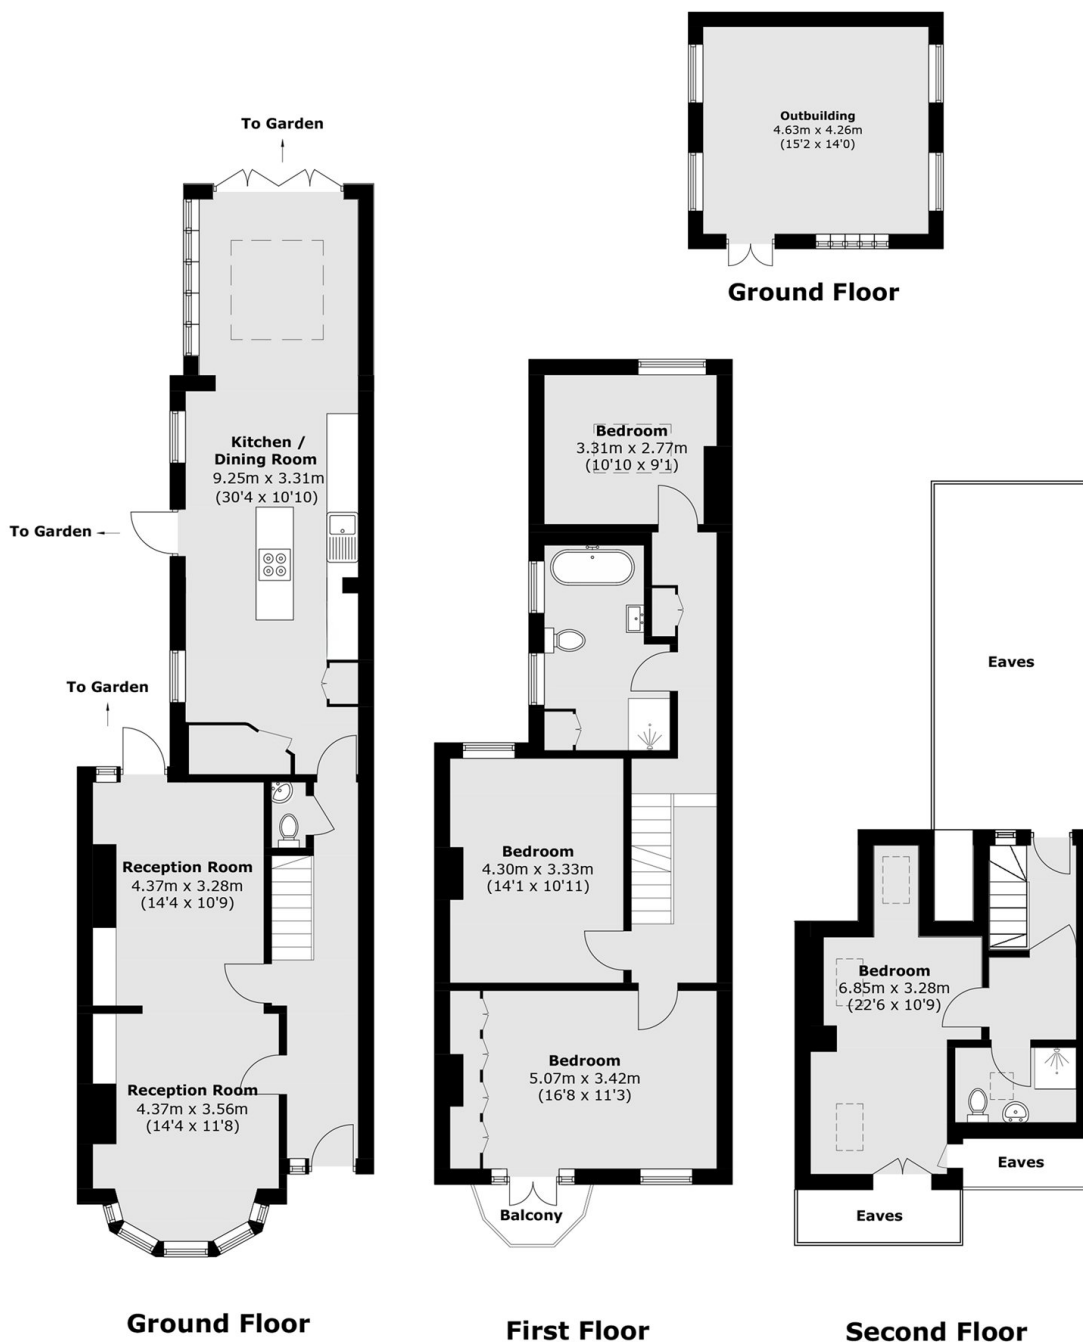 Outbuilding
4.63m x 4.26m
(15'2 x 14'0)
Ground Floor
To Garden
Kitchen /
Dining Room
9.25m x 3.31m
(30'4 x 10'10)
To Garden
To Garden
Reception Room
4.37m x 3.28m
(14'4 x 10'9)
Reception Room
4.37m x 3.56m
(14'4 x 11'8)
Ground Floor
Bedroom
3.31m x 2.77m
(10'10 x 9'1)
Bedroom
4.30m x 3.33m
(14'1 x 10'11)
Bedroom
5.07m x 3.42m
(16'8 x 11'3)
Balcony
First Floor
Eaves
Bedroom
6.85m x 3.28m
(22'6 x 10'9)
Eaves
Eaves
Second Floor